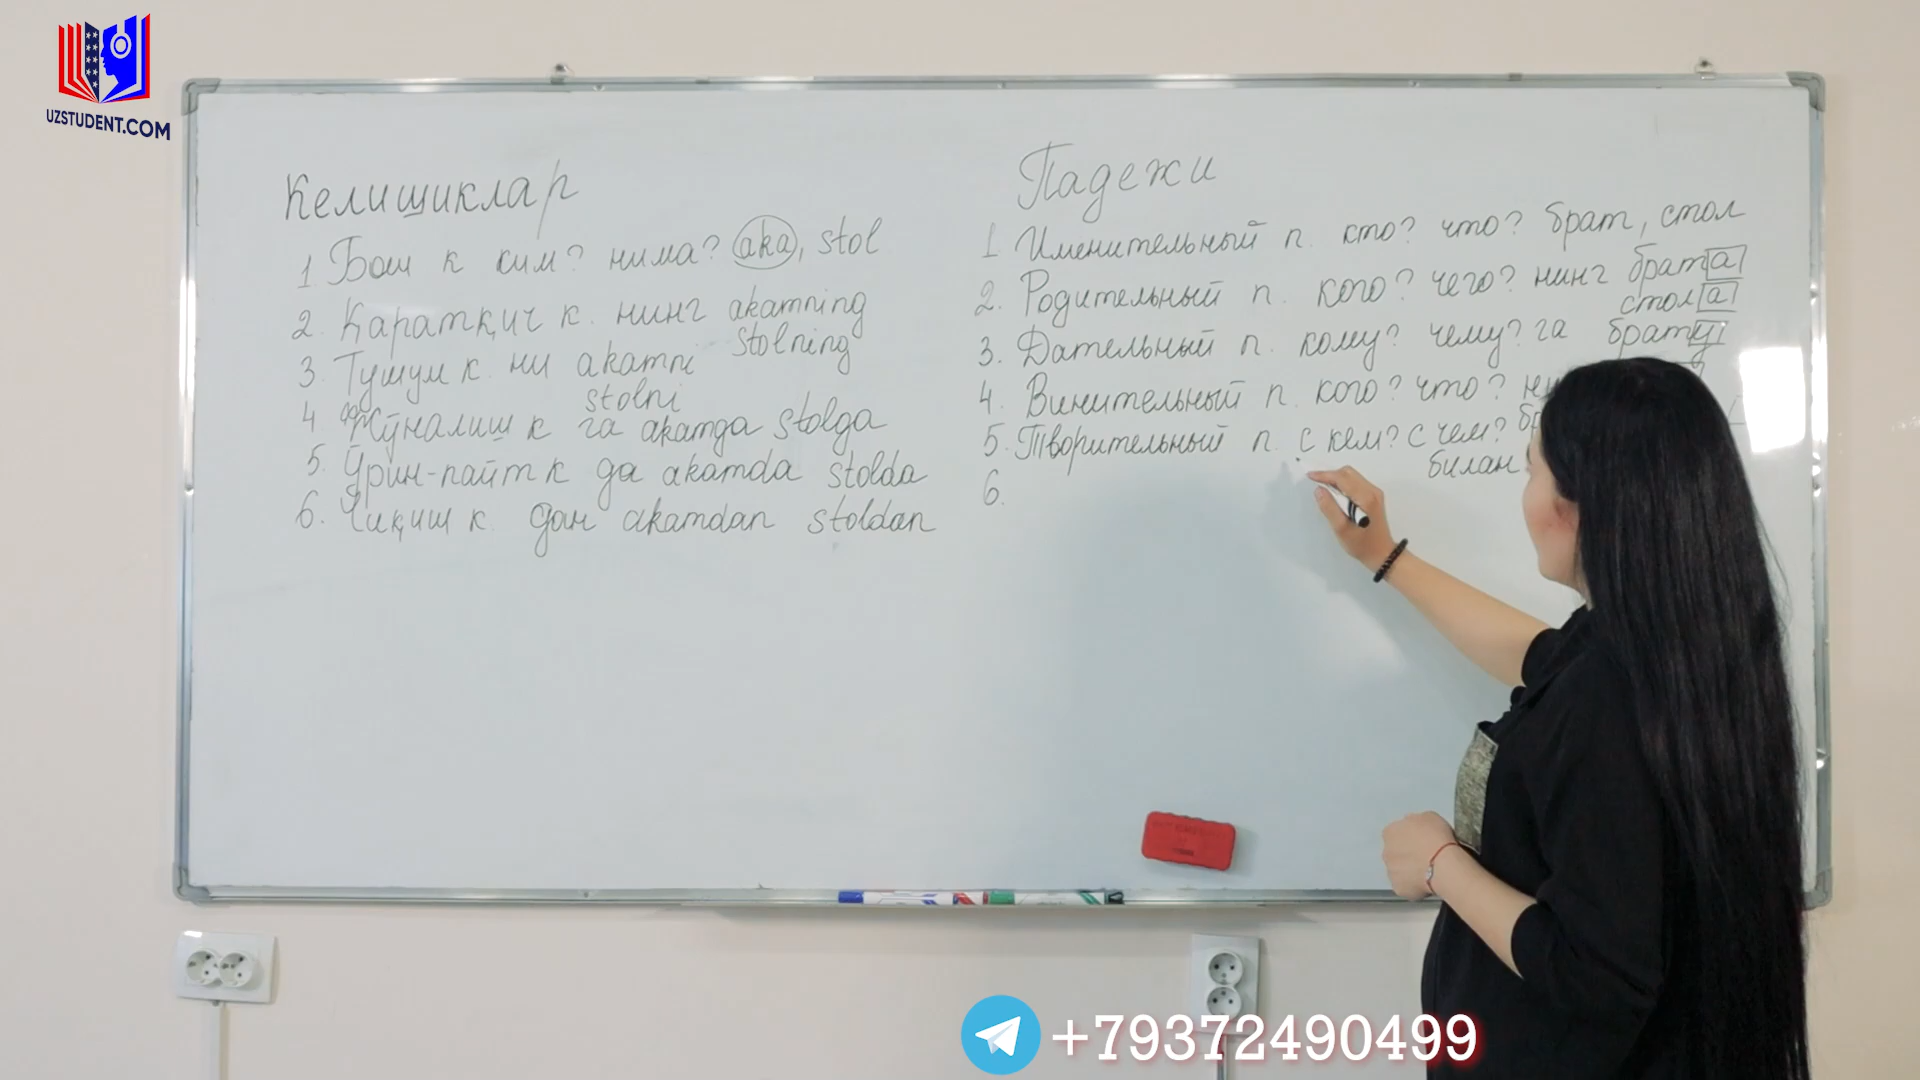 UZSTUDENT.COM
Келишиклар
1 Бош к ким? нима? aka, stol
2. Қаратқич к. нинг akamning
stolning
3. Тушум к. ни akamni
stolni
4 Жўналиш к га akamga stolga
5. Ўрин-пайт к да akamda stolda
6. Чиқиш к. дан akamdan stoldan
Падежи
1 Именительный п. кто? что? брат, стол
2. Родительный п. кого? чего? нинг брата
стола
3. Дательный п. кому? чему? га брату
4. Винительный п. кого? что?
5. Творительный п. с кем? с чем?
билан
6.
+79372490499